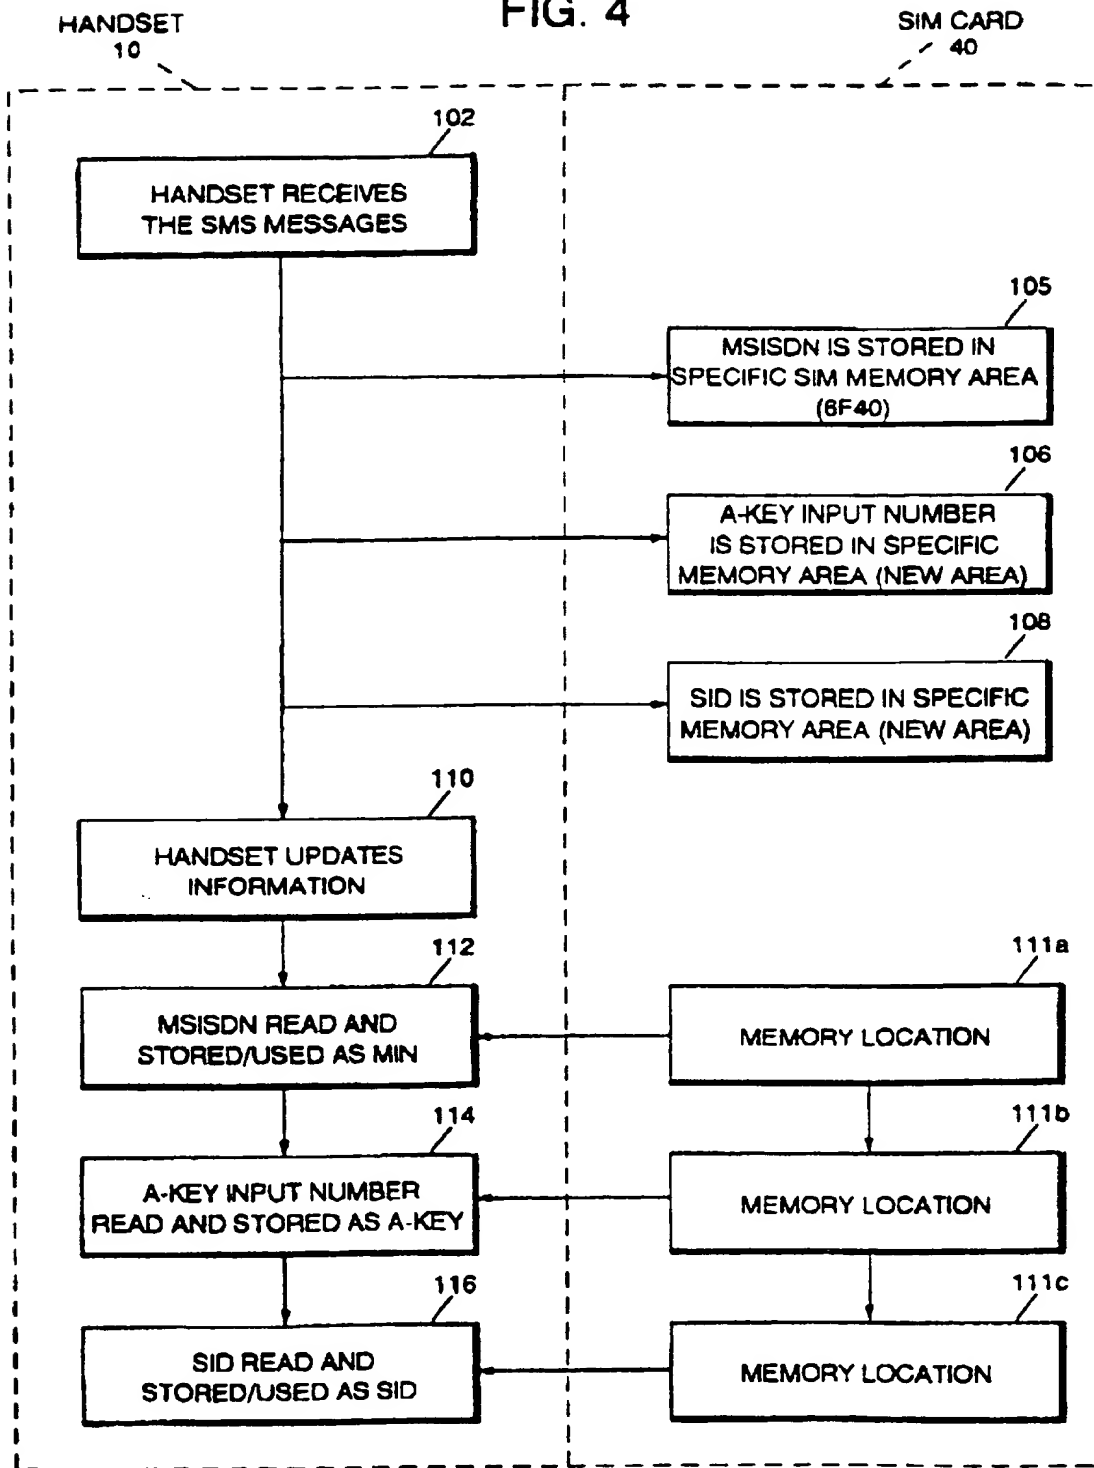 FIG. 4
HANDSET
10
SIM CARD
40
102
HANDSET RECEIVES
THE SMS MESSAGES
105
MSISDN IS STORED IN
SPECIFIC SIM MEMORY AREA
(6F40)
106
A-KEY INPUT NUMBER
IS STORED IN SPECIFIC
MEMORY AREA (NEW AREA)
108
SID IS STORED IN SPECIFIC
MEMORY AREA (NEW AREA)
110
HANDSET UPDATES
INFORMATION
112
MSISDN READ AND
STORED/USED AS MIN
111a
MEMORY LOCATION
114
A-KEY INPUT NUMBER
READ AND STORED AS A-KEY
111b
MEMORY LOCATION
116
SID READ AND
STORED/USED AS SID
111c
MEMORY LOCATION